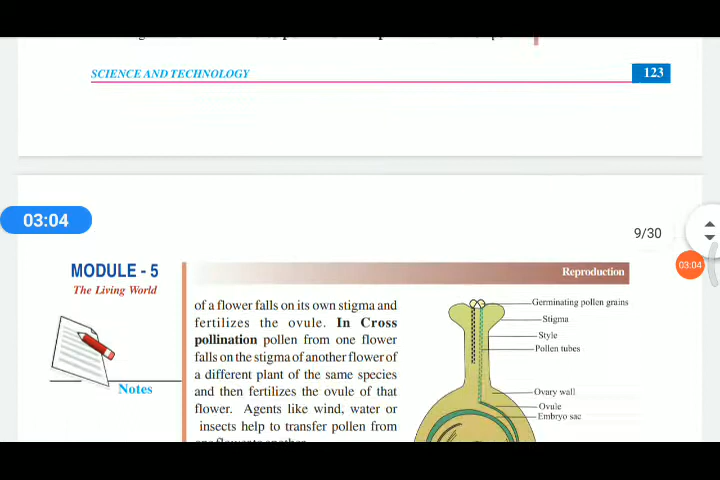 SCIENCE AND TECHNOLOGY
123
03:04
9/30
03:04
MODULE - 5
The Living World
Reproduction
Notes
of a flower falls on its own stigma and
fertilizes the ovule. In Cross
pollination pollen from one flower
falls on the stigma of another flower of
a different plant of the same species
and then fertilizes the ovule of that
flower. Agents like wind, water or
insects help to transfer pollen from
Germinating pollen grains
Stigma
Style
Pollen tubes
Ovary wall
Ovule
Embryo sac